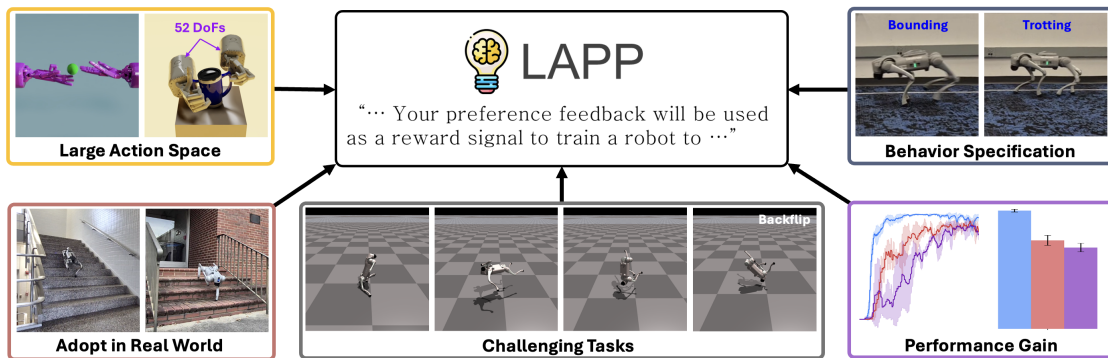 52 DoFs
Large Action Space
LAPP
“··· Your preference feedback will be used
as a reward signal to train a robot to ···”
Bounding
Trotting
Behavior Specification
Adopt in Real World
Backflip
Challenging Tasks
Performance Gain